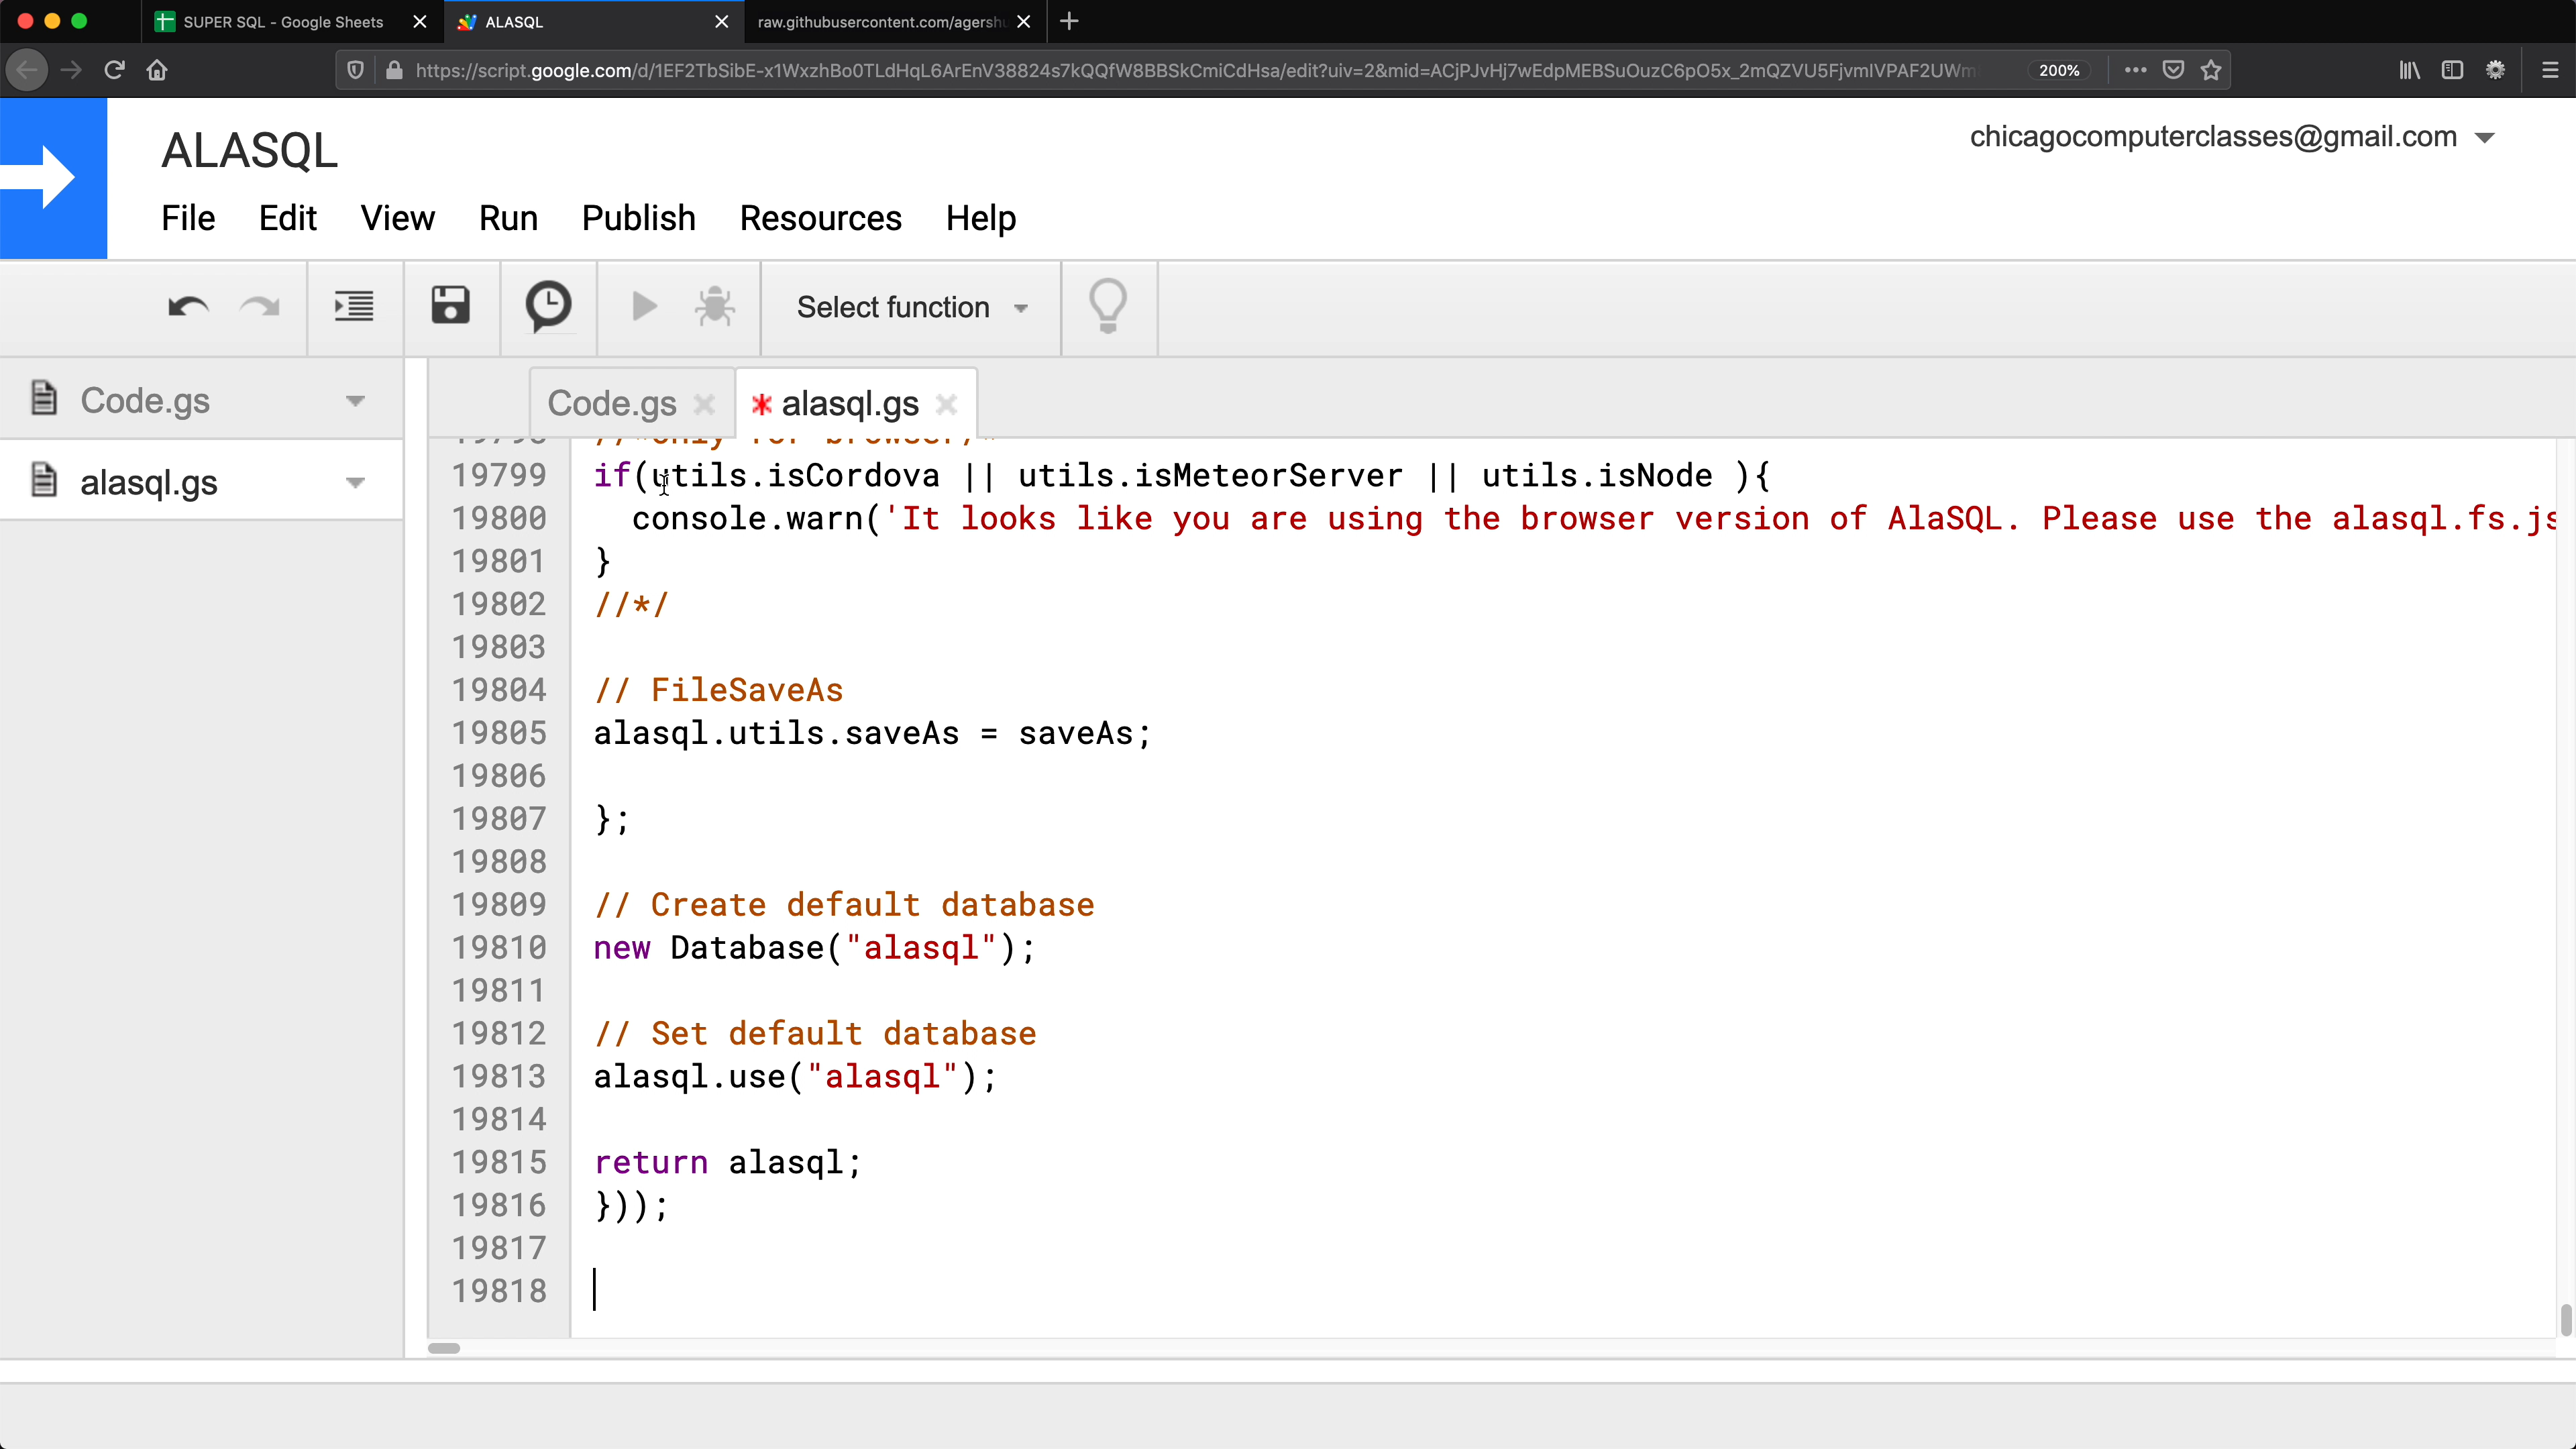 SUPER SQL - Google Sheets
ALASQL
raw.githubusercontent.com/agersh
https://script.google.com/d/1EF2TbSibE-x1WxzhBo0TLdHqL6ArEnV38824s7kQQfW8BBSkCmiCdHsa/edit?uiv=2&mid=ACjPJvHj7wEdpMEBSuOuzC6pO5x_2mQZVU5FjvmIVPAF2UWm
200%
ALASQL
chicagocomputerclasses@gmail.com
File Edit View Run Publish Resources Help
Select function
Code.gs
alasql.gs
Code.gs
* alasql.gs
19798 //*only for browser/*
19799 if(utils.isCordova || utils.isMeteorServer || utils.isNode ){
19800 console.warn('It looks like you are using the browser version of AlaSQL. Please use the alasql.fs.js
19801 }
19802 //*/
19803
19804 // FileSaveAs
19805 alasql.utils.saveAs = saveAs;
19806
19807 };
19808
19809 // Create default database
19810 new Database("alasql");
19811
19812 // Set default database
19813 alasql.use("alasql");
19814
19815 return alasql;
19816 }));
19817
19818